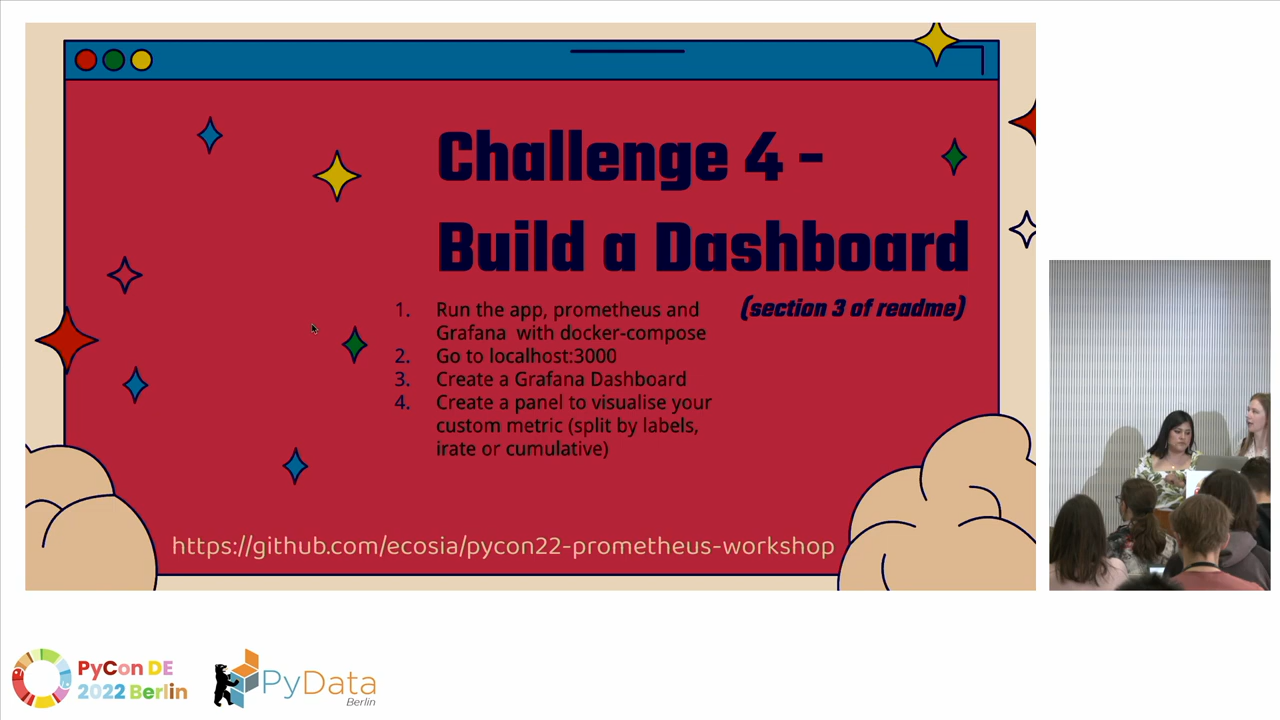 Challenge 4 -
Build a Dashboard
(section 3 of readme)
1. Run the app, prometheus and
Grafana with docker-compose
2. Go to localhost:3000
3. Create a Grafana Dashboard
4. Create a panel to visualise your
custom metric (split by labels,
irate or cumulative)
https://github.com/ecosia/pycon22-prometheus-workshop
PyCon DE
2022 Berlin
PyData
Berlin